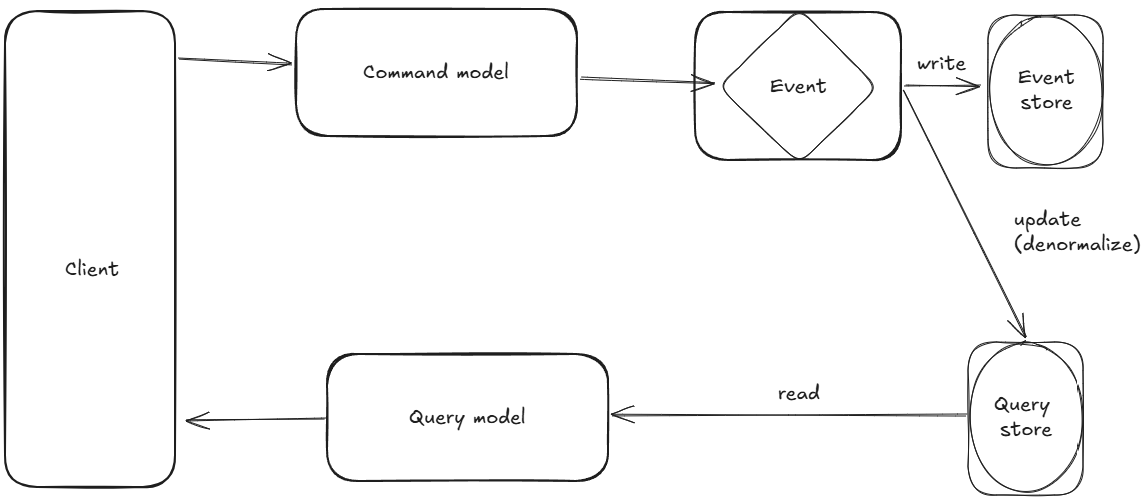 Client
Command model
Event
write
Event
store
update
(denormalize)
Query model
read
Query
store